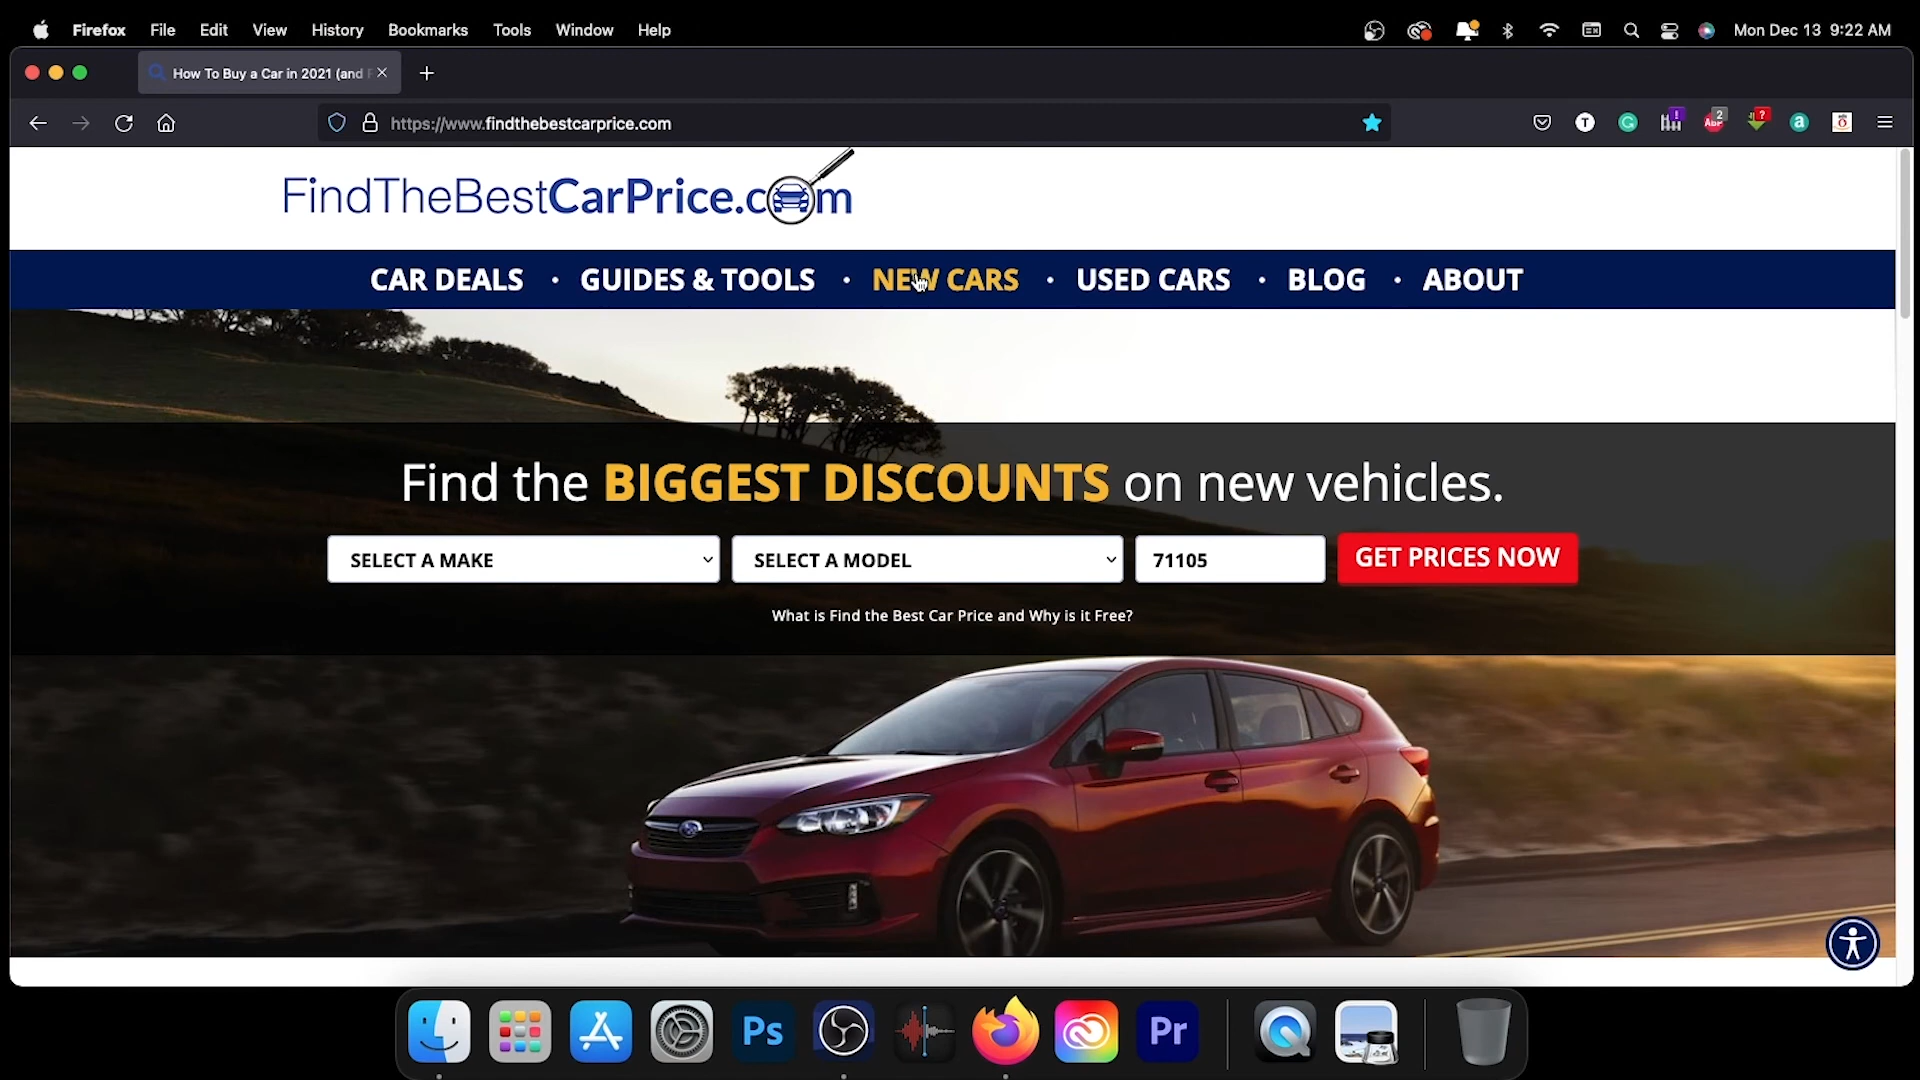 Firefox File Edit View History Bookmarks Tools Window Help Mon Dec 13 9:22 AM
How To Buy a Car in 2021 (and
https://www.findthebestcarprice.com
FindTheBestCarPrice.com
CAR DEALS • GUIDES & TOOLS • NEW CARS • USED CARS • BLOG • ABOUT
Find the BIGGEST DISCOUNTS on new vehicles.
SELECT A MAKE SELECT A MODEL 71105 GET PRICES NOW
What is Find the Best Car Price and Why is it Free?
Ps Pr